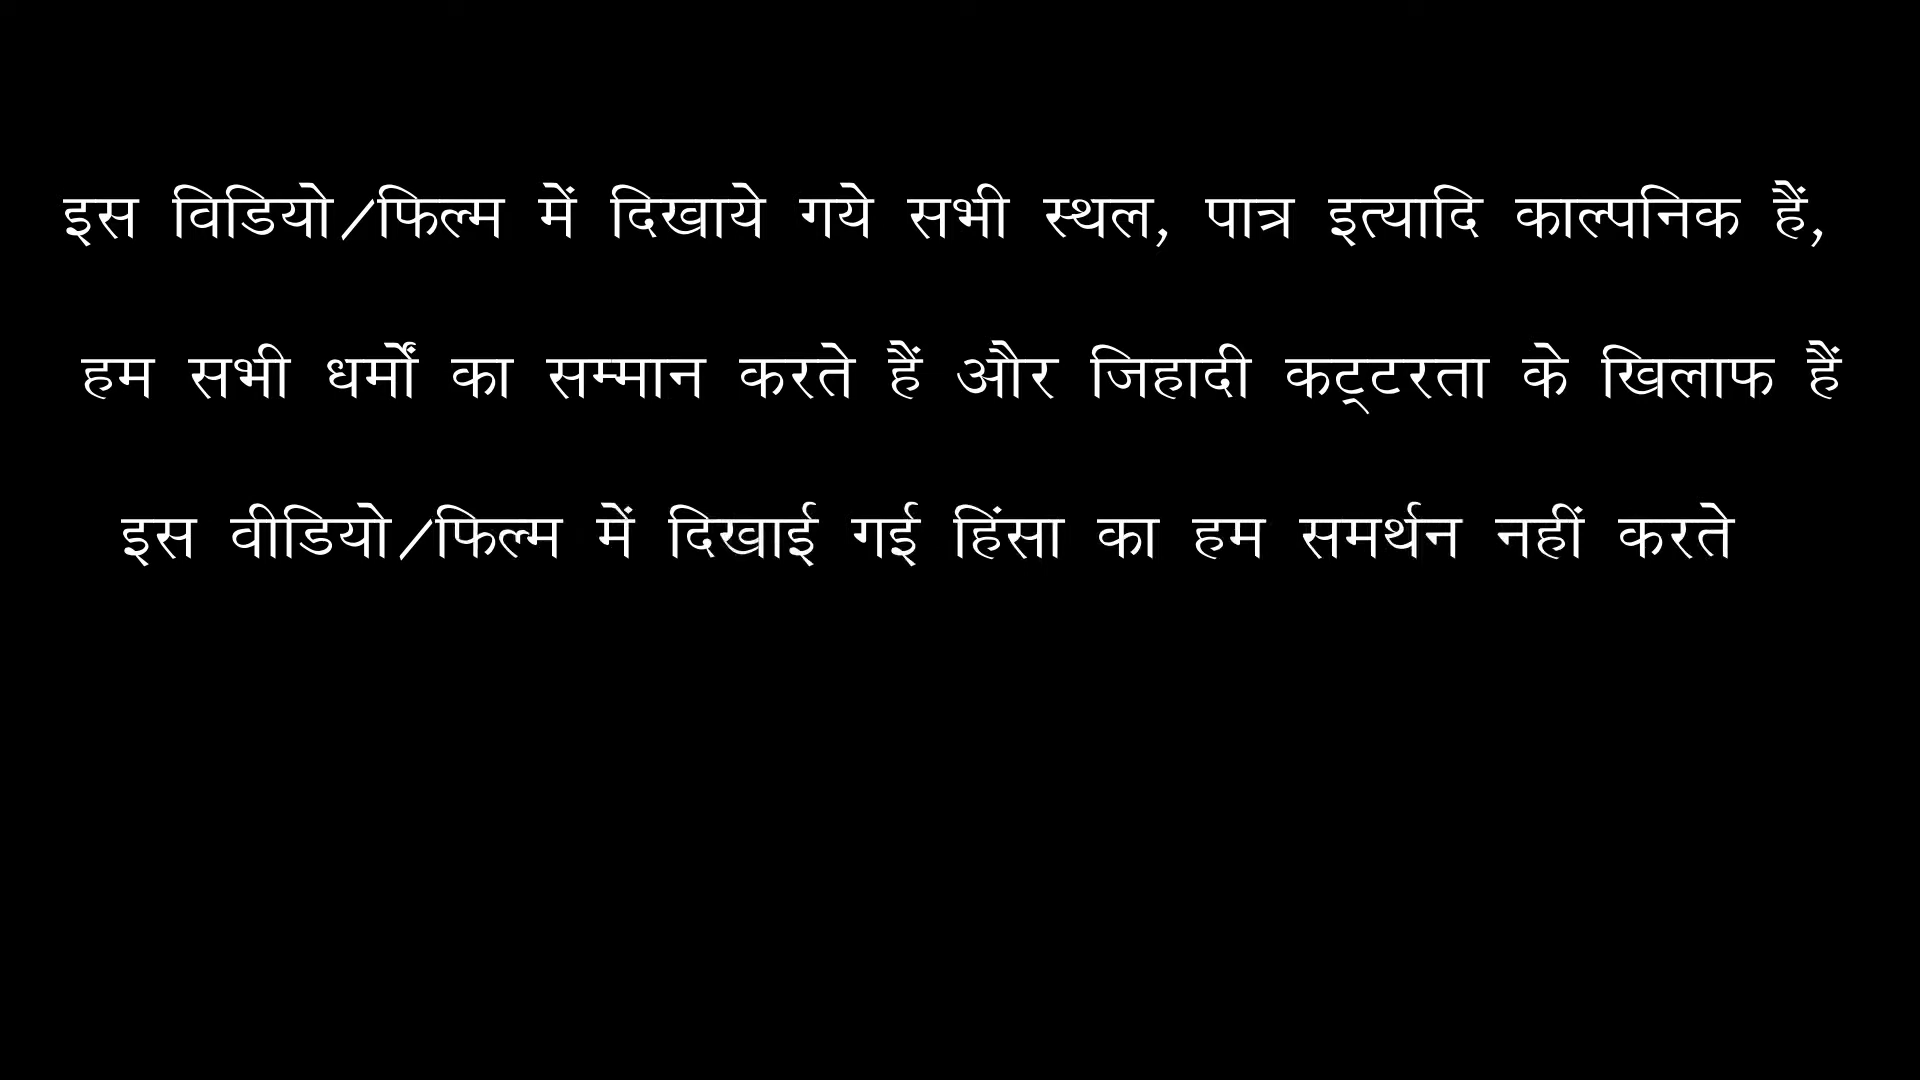 इस विडियो/फिल्म में दिखाये गये सभी स्थल, पात्र इत्यादि काल्पनिक हैं,
हम सभी धर्मों का सम्मान करते हैं और जिहादी कट्टरता के खिलाफ हैं
इस वीडियो/फिल्म में दिखाई गई हिंसा का हम समर्थन नहीं करते